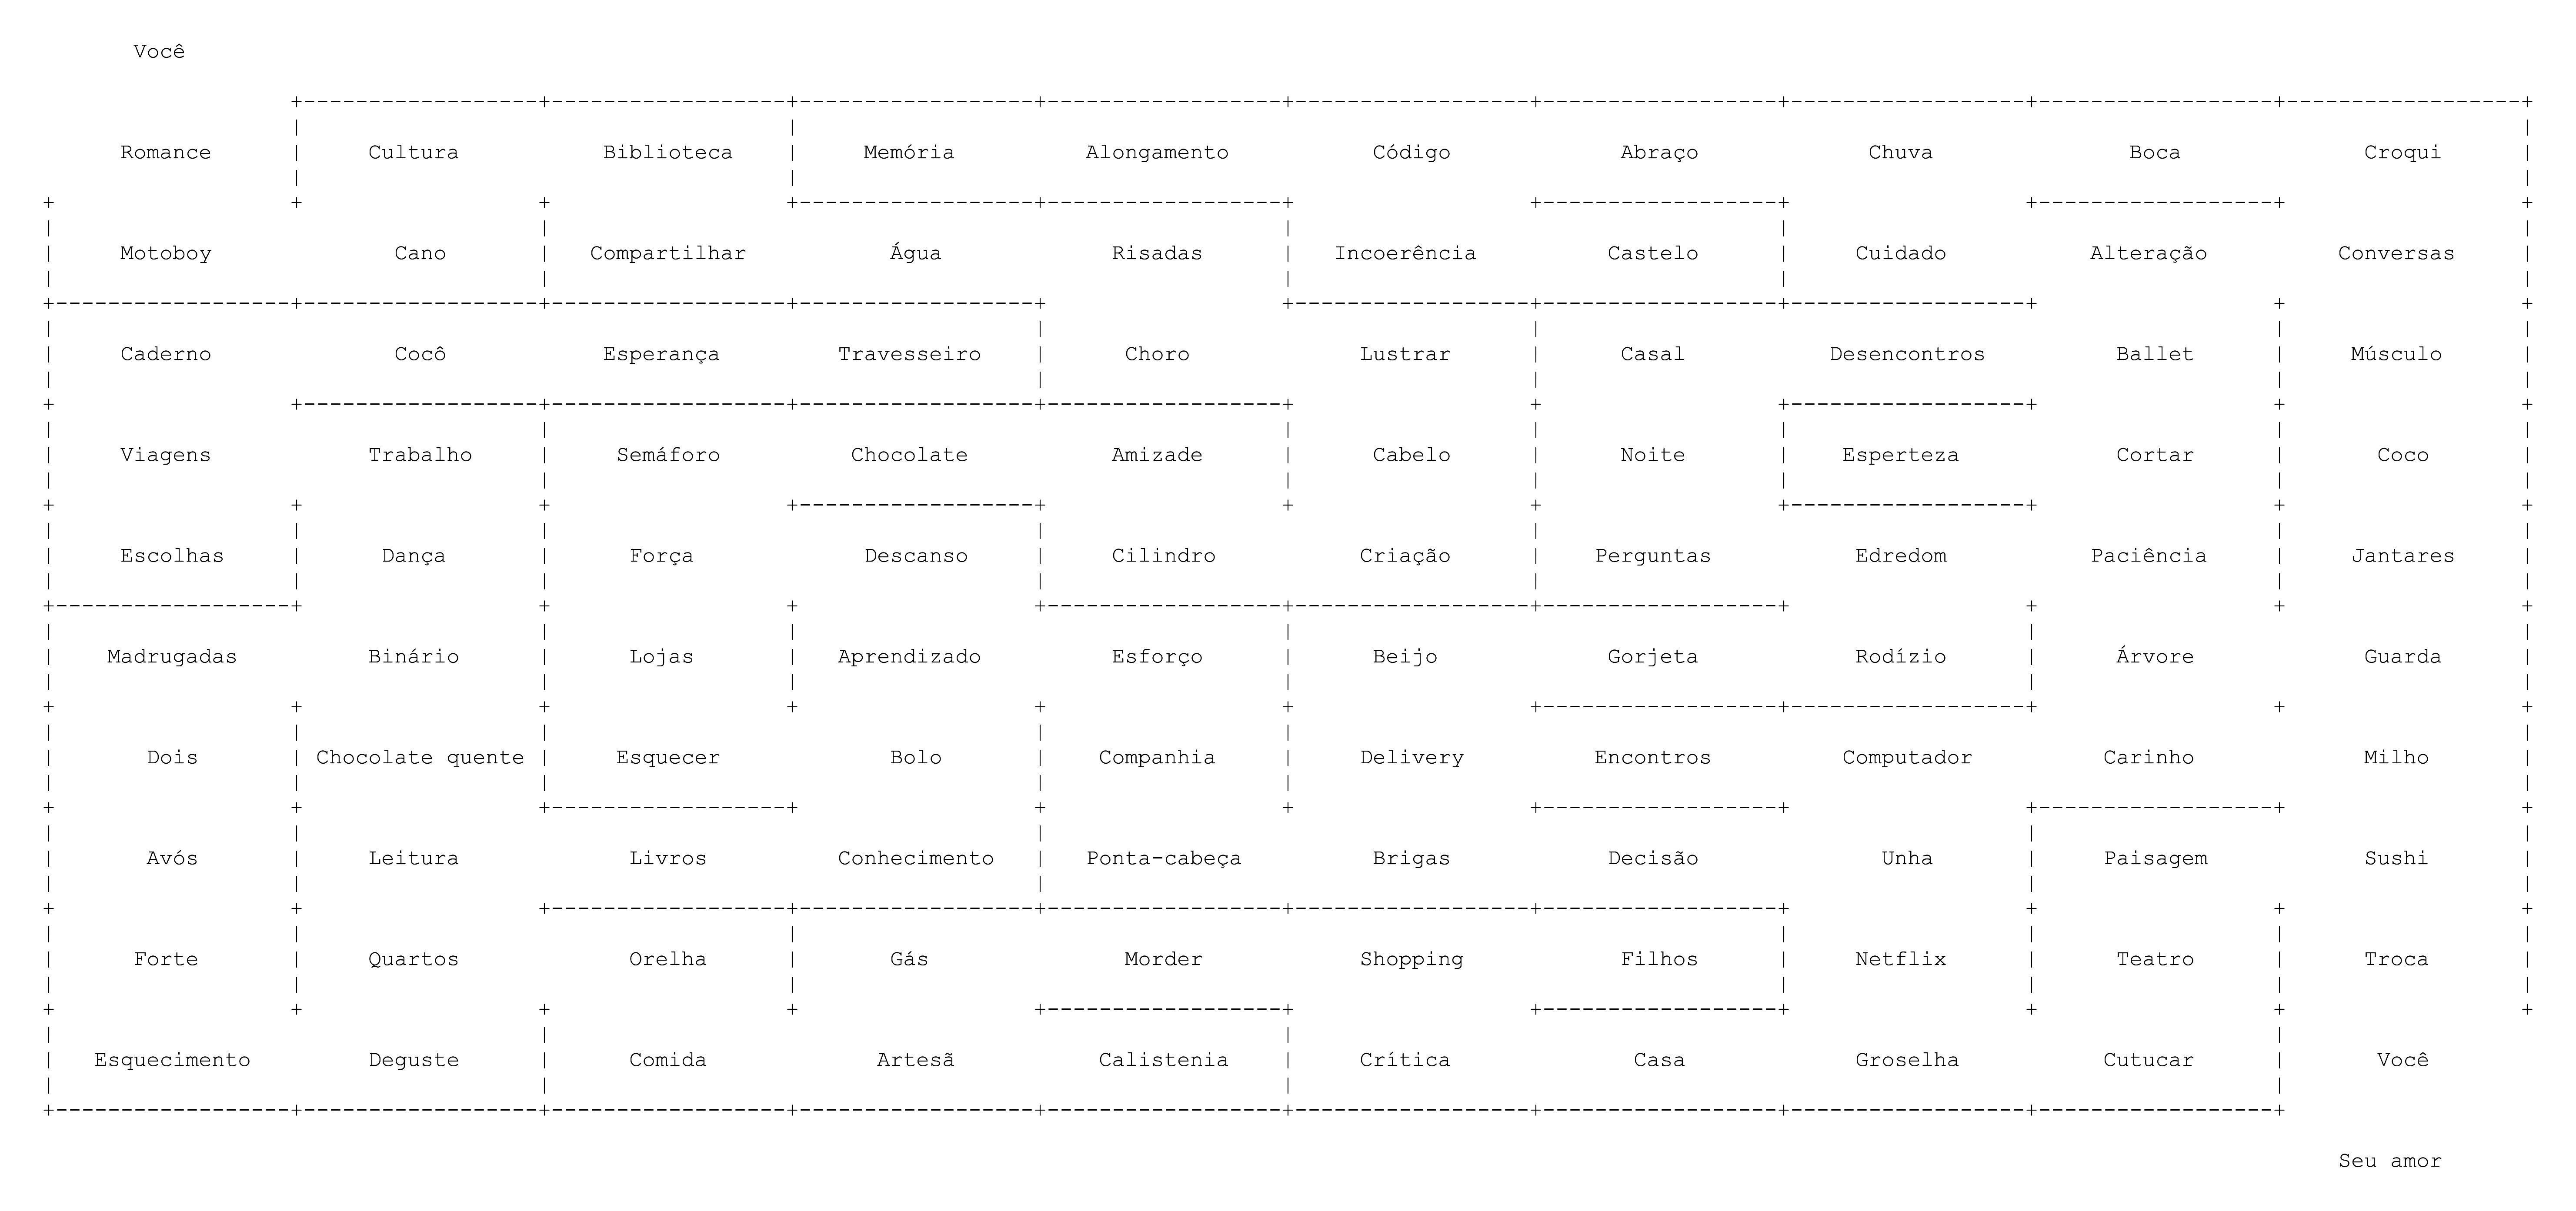 Você
Romance Cultura Biblioteca Memória Alongamento Código Abraço Chuva Boca Croqui
Motoboy Cano Compartilhar Água Risadas Incoerência Castelo Cuidado Alteração Conversas
Caderno Cocô Esperança Travesseiro Choro Lustrar Casal Desencontros Ballet Músculo
Viagens Trabalho Semáforo Chocolate Amizade Cabelo Noite Esperteza Cortar Coco
Escolhas Dança Força Descanso Cilindro Criação Perguntas Edredom Paciência Jantares
Madrugadas Binário Lojas Aprendizado Esforço Beijo Gorjeta Rodízio Árvore Guarda
Dois Chocolate quente Esquecer Bolo Companhia Delivery Encontros Computador Carinho Milho
Avós Leitura Livros Conhecimento Ponta-cabeça Brigas Decisão Unha Paisagem Sushi
Forte Quartos Orelha Gás Morder Shopping Filhos Netflix Teatro Troca
Esquecimento Deguste Comida Artesã Calistenia Crítica Casa Groselha Cutucar Você
Seu amor